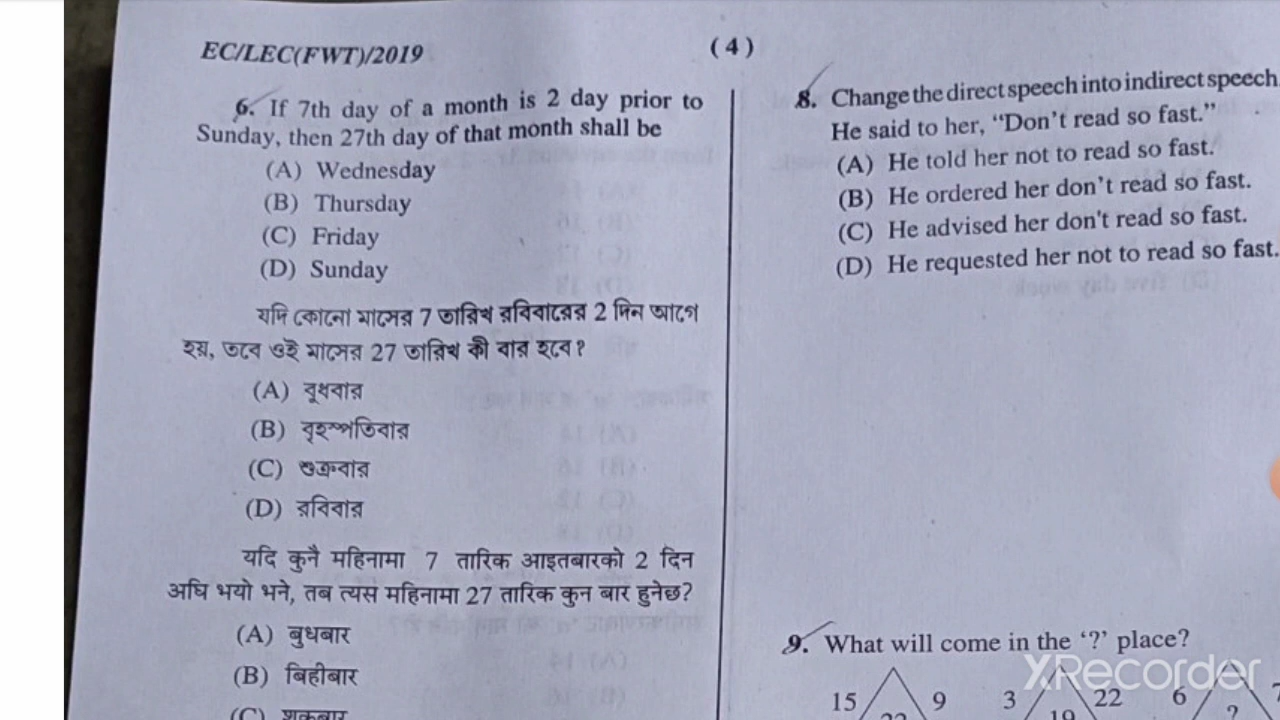 EC/LEC(FWT)/2019
( 4 )
6. If 7th day of a month is 2 day prior to
Sunday, then 27th day of that month shall be
(A) Wednesday
(B) Thursday
(C) Friday
(D) Sunday
যদি কোনো মাসের 7 তারিখ রবিবারের 2 দিন আগে
হয়, তবে ওই মাসের 27 তারিখ কী বার হবে?
(A) বুধবার
(B) বৃহস্পতিবার
(C) শুক্রবার
(D) রবিবার
यदि कुनै महिनामा 7 तारिक आइतबारको 2 दिन
अघि भयो भने, तब त्यस महिनामा 27 तारिक कुन बार हुनेछ?
(A) बुधबार
(B) बिहीबार
(C) शुक्रबार
8. Change the direct speech into indirect speech
He said to her, “Don’t read so fast.”
(A) He told her not to read so fast.
(B) He ordered her don’t read so fast.
(C) He advised her don't read so fast.
(D) He requested her not to read so fast.
9. What will come in the ‘?’ place?
XRecorder
15 9 3 22 6
19 ?